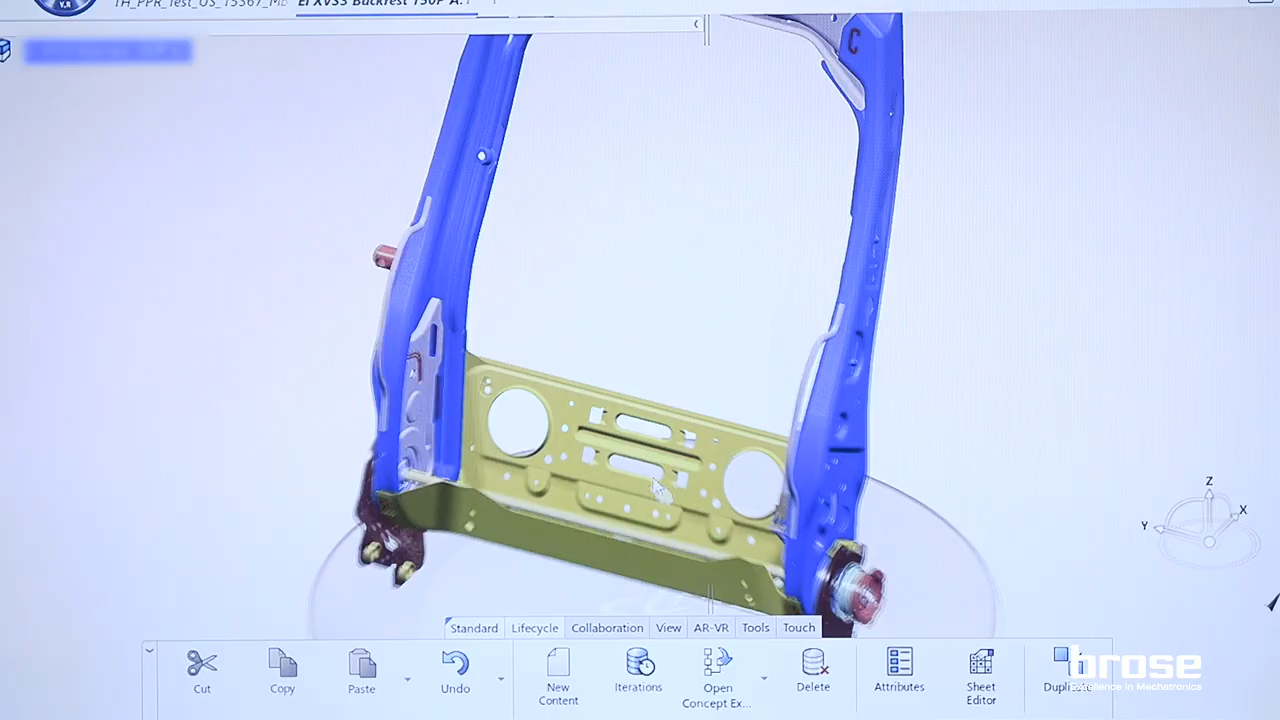 V.R
TH_PPR_Test_OS_15367_MB
Z
X
Y
Standard Lifecycle Collaboration View AR-VR Tools Touch
Cut Copy Paste Undo New Content Iterations Open Concept Ex... Delete Attributes Sheet Editor
brose
Excellence in Mechatronics